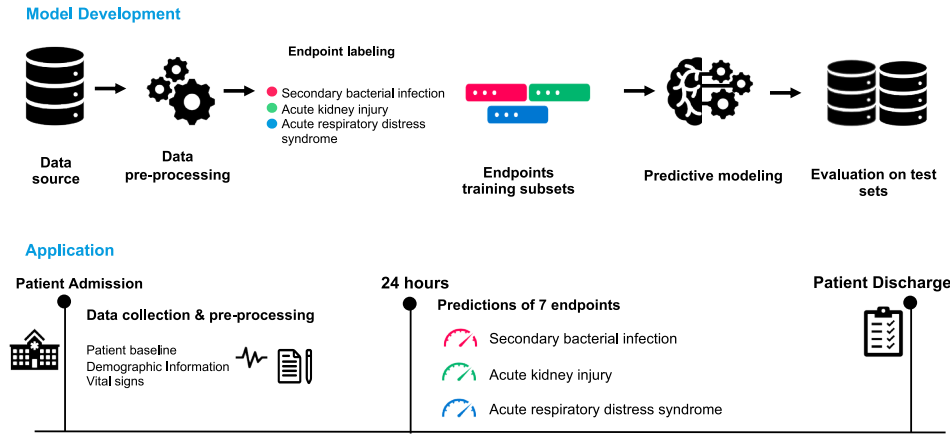 Model Development
Endpoint labeling
Secondary bacterial infection
Acute kidney injury
Acute respiratory distress
syndrome
Data
source
Data
pre-processing
Endpoints
training subsets
Predictive modeling
Evaluation on test
sets
Application
Patient Admission
24 hours
Patient Discharge
Data collection & pre-processing
Patient baseline
Demographic Information
Vital signs
Predictions of 7 endpoints
Secondary bacterial infection
Acute kidney injury
Acute respiratory distress syndrome